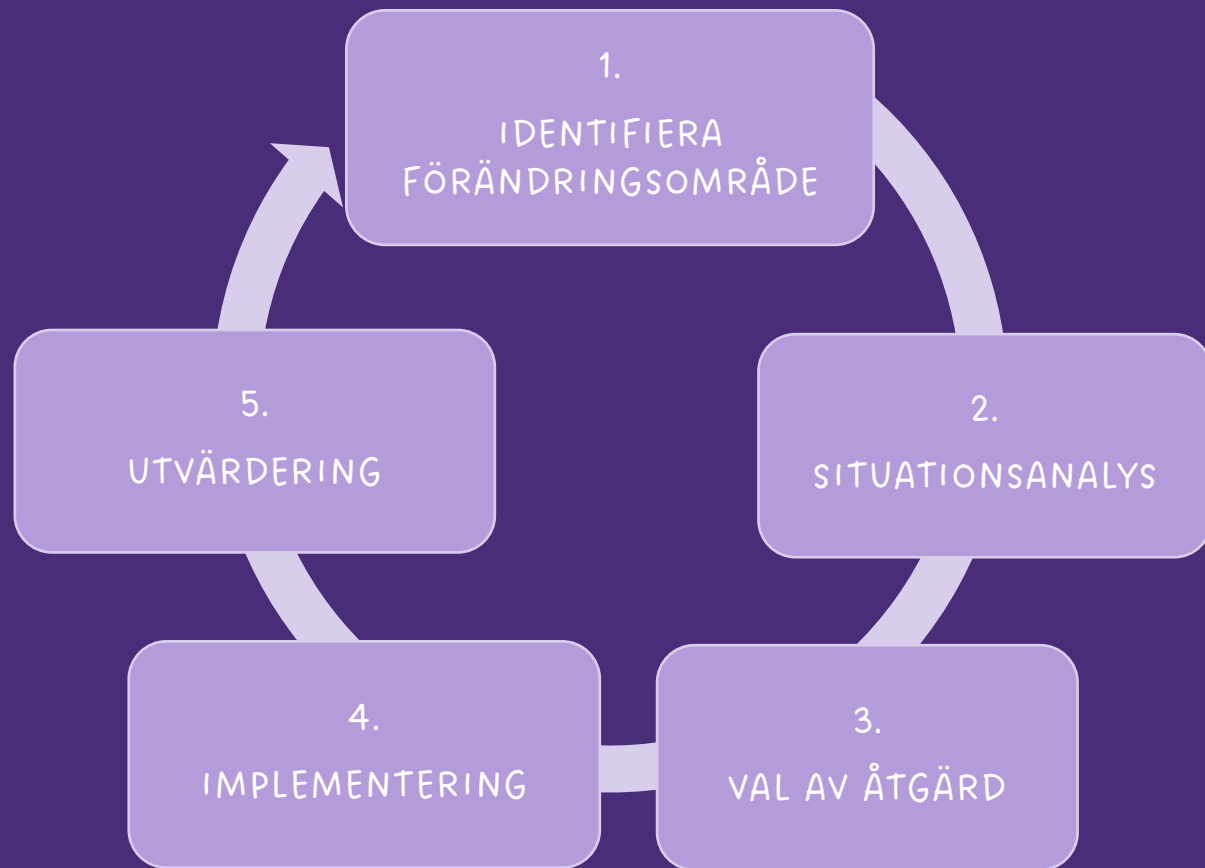 1.
IDENTIFIERA
FÖRÄNDRINGSOMRÅDE
2.
SITUATIONSANALYS
3.
VAL AV ÅTGÄRD
4.
IMPLEMENTERING
5.
UTVÄRDERING